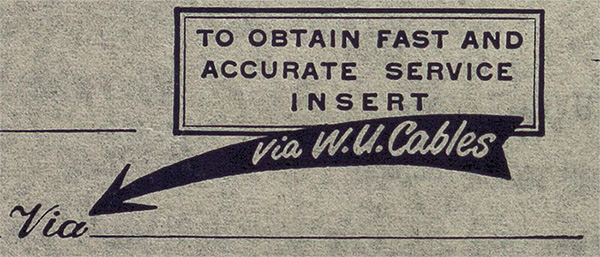 TO OBTAIN FAST AND
ACCURATE SERVICE
INSERT
via W.U. Cables
Via